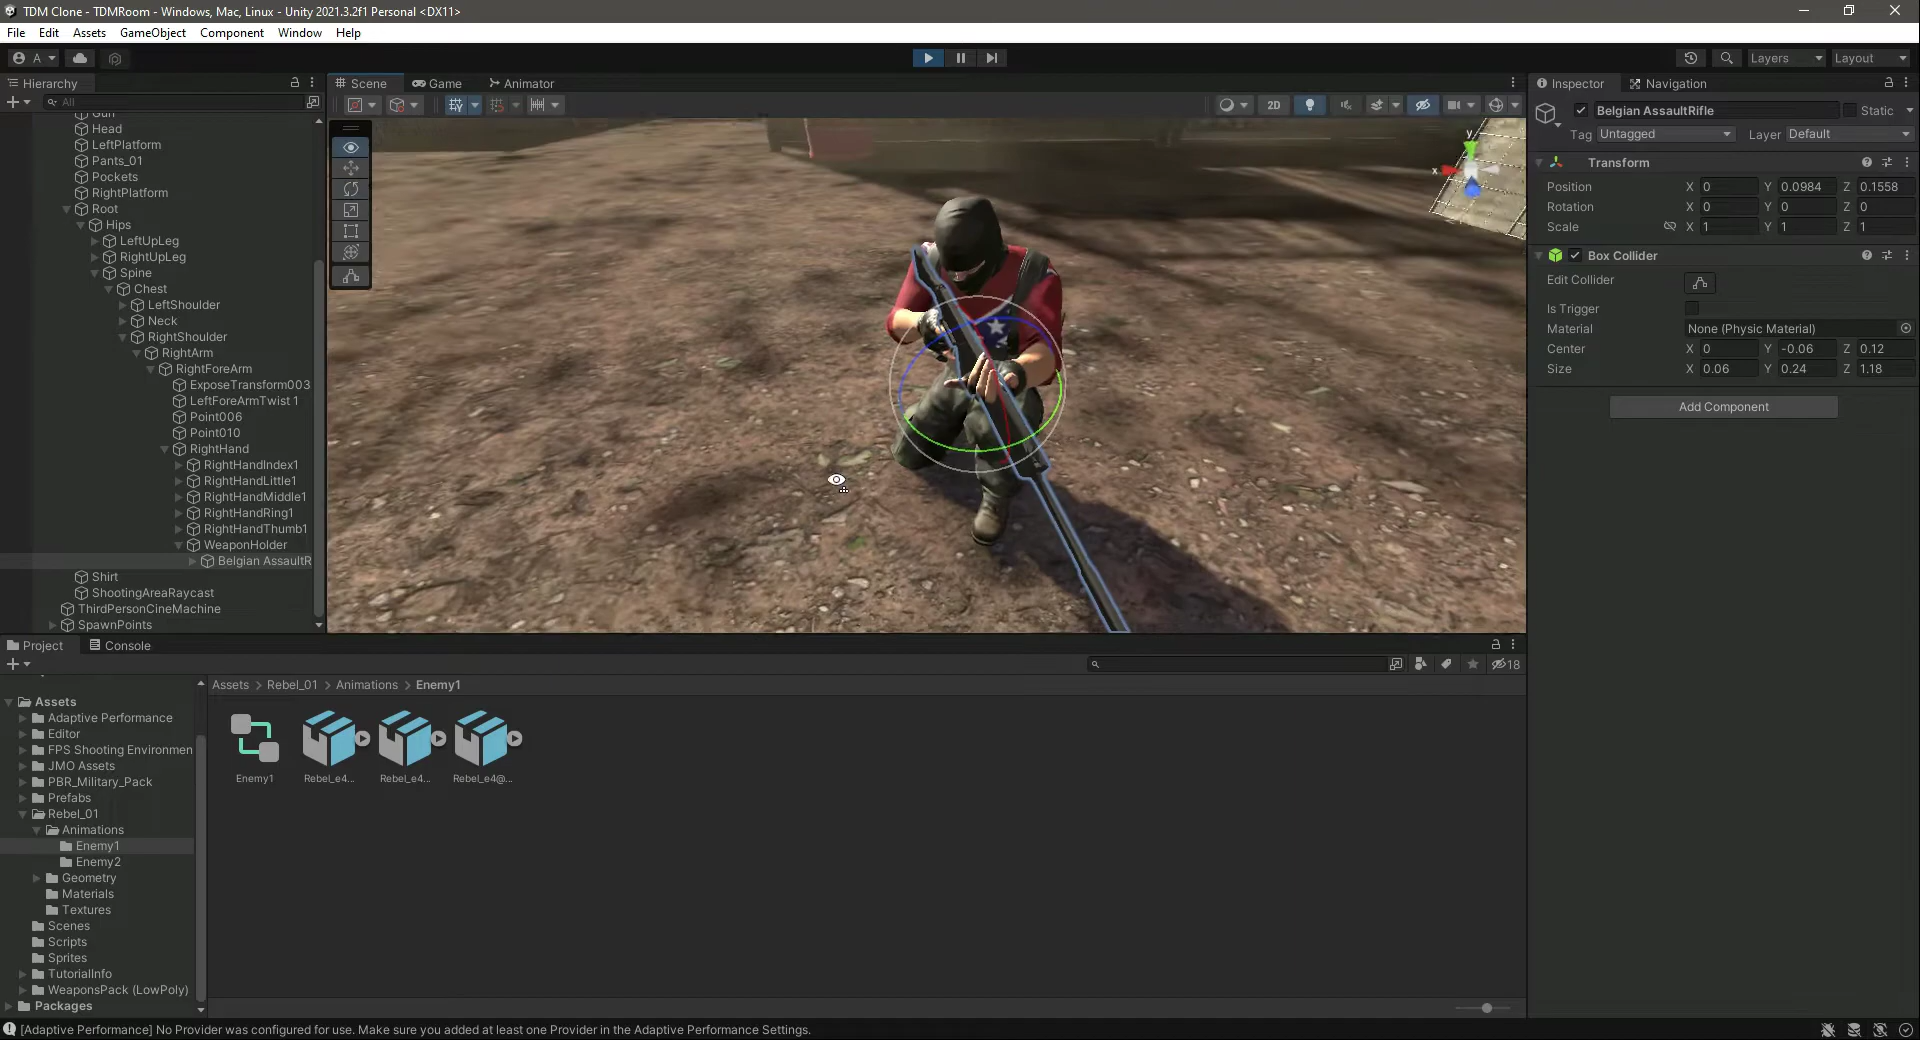 TDM Clone - TDMRoom - Windows, Mac, Linux - Unity 2021.3.2f1 Personal <DX11>
File Edit Assets GameObject Component Window Help
A Layers Layout
Hierarchy
All
Gun
Head
LeftPlatform
Pants_01
Pockets
RightPlatform
Root
Hips
LeftUpLeg
RightUpLeg
Spine
Chest
LeftShoulder
Neck
RightShoulder
RightArm
RightForeArm
ExposeTransform003
LeftForeArmTwist 1
Point006
Point010
RightHand
RightHandIndex1
RightHandLittle1
RightHandMiddle1
RightHandRing1
RightHandThumb1
WeaponHolder
Belgian AssaultR
Shirt
ShootingAreaRaycast
ThirdPersonCineMachine
SpawnPoints
Scene Game Animator
2D
y
x
Inspector Navigation
Belgian AssaultRifle Static
Tag Untagged Layer Default
Transform
Position X 0 Y 0.0984 Z 0.1558
Rotation X 0 Y 0 Z 0
Scale X 1 Y 1 Z 1
Box Collider
Edit Collider
Is Trigger
Material None (Physic Material)
Center X 0 Y -0.06 Z 0.12
Size X 0.06 Y 0.24 Z 1.18
Add Component
Project Console
18
Assets
Adaptive Performance
Editor
FPS Shooting Environmen
JMO Assets
PBR_Military_Pack
Prefabs
Rebel_01
Animations
Enemy1
Enemy2
Geometry
Materials
Textures
Scenes
Scripts
Sprites
TutorialInfo
WeaponsPack (LowPoly)
Packages
Assets > Rebel_01 > Animations > Enemy1
Enemy1 Rebel_e4... Rebel_e4... Rebel_e4@...
[Adaptive Performance] No Provider was configured for use. Make sure you added at least one Provider in the Adaptive Performance Settings.